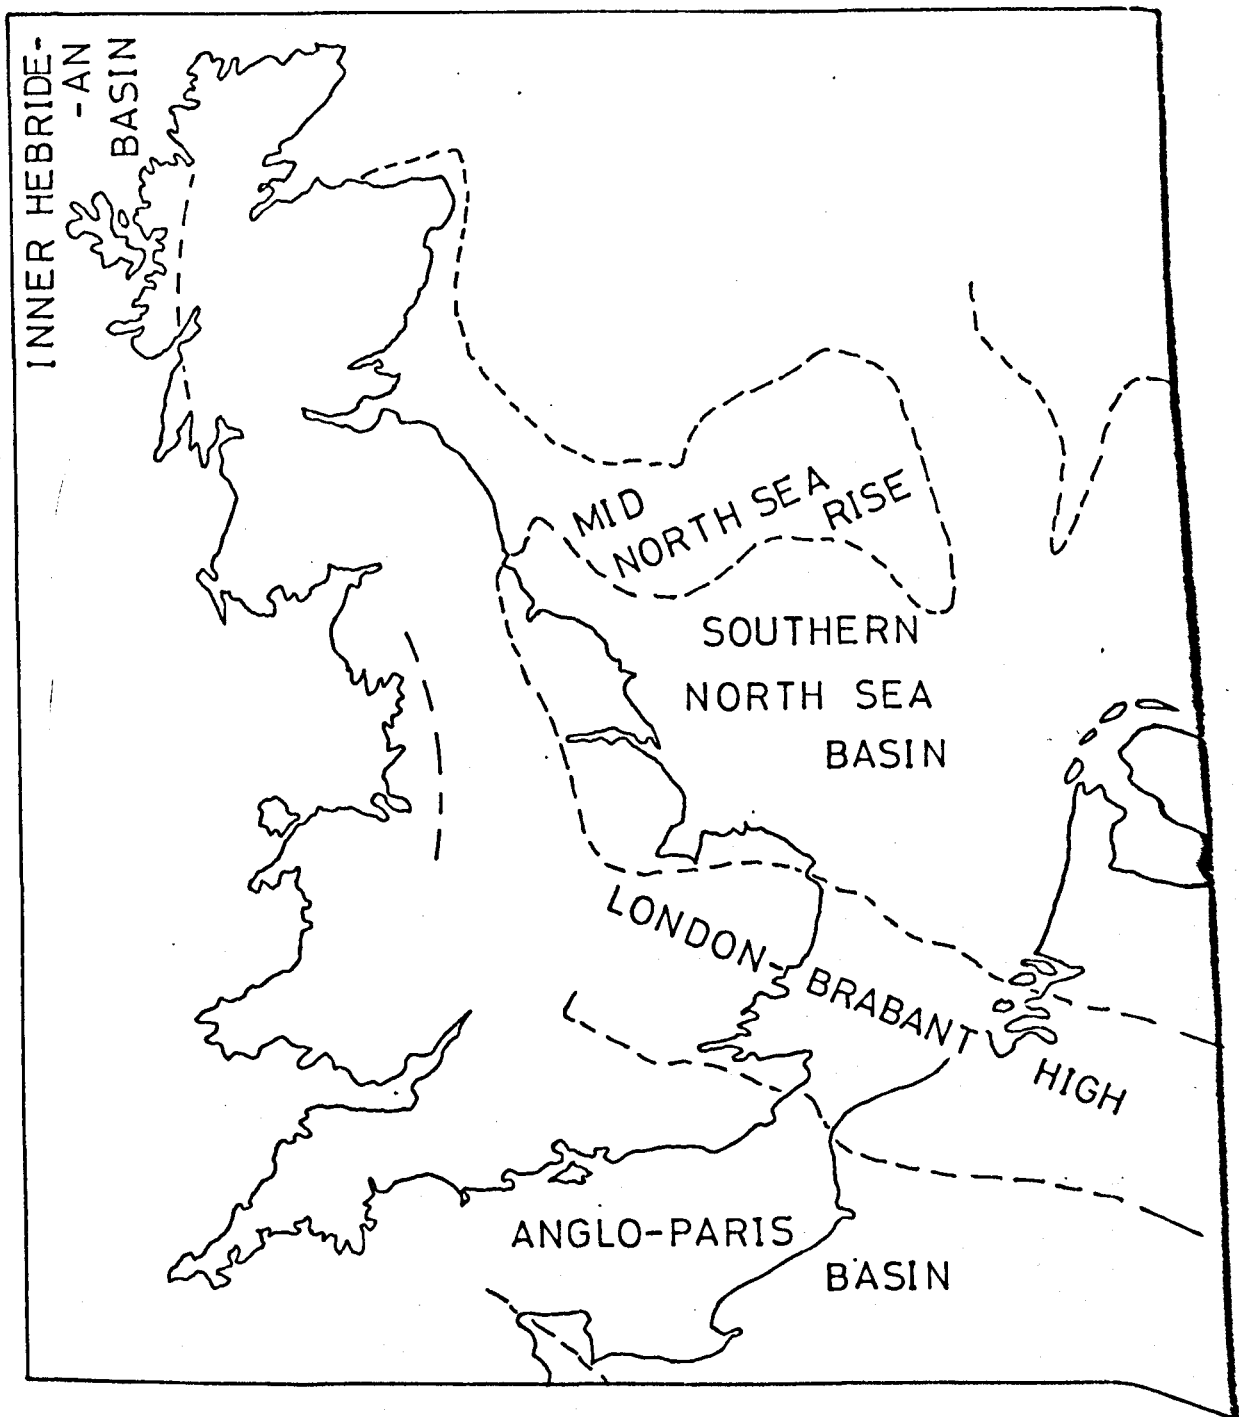 INNER HEBRIDE-
-AN
BASIN
MID
NORTH SEA
RISE
SOUTHERN
NORTH SEA
BASIN
LONDON-BRABANT
HIGH
ANGLO-PARIS
BASIN